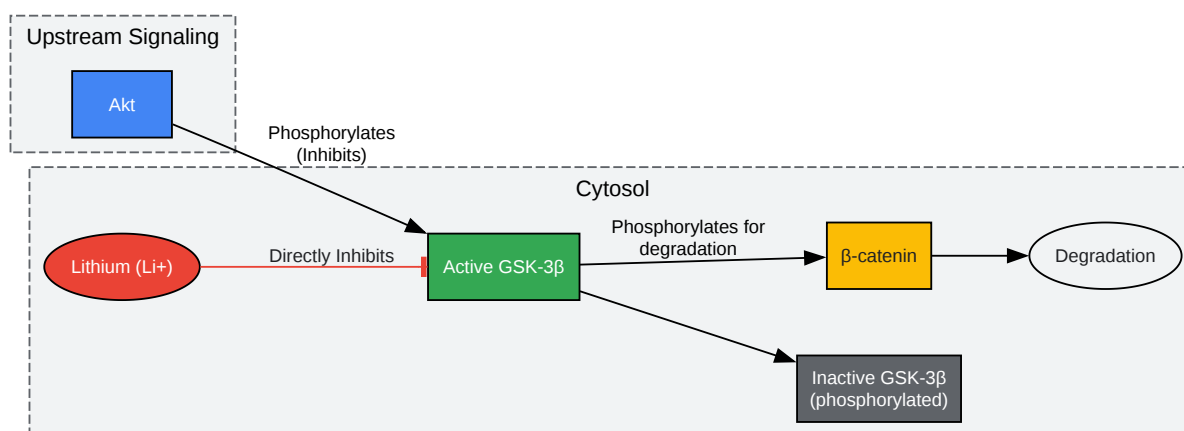 Upstream Signaling
Akt
Phosphorylates
(Inhibits)
Cytosol
Lithium (Li+)
Directly Inhibits
Active GSK-3β
Phosphorylates for
degradation
β-catenin
Degradation
Inactive GSK-3β
(phosphorylated)